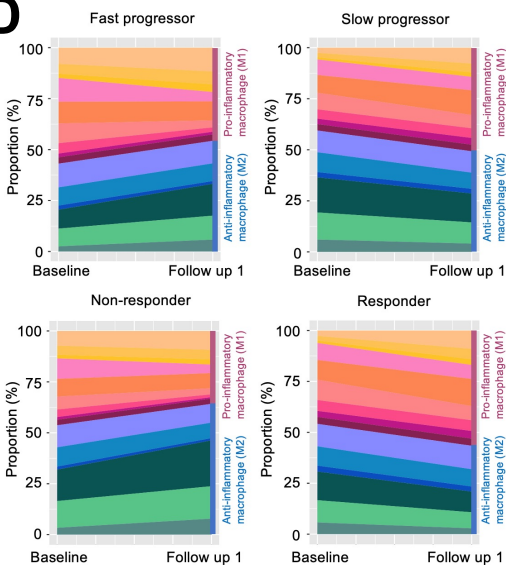 D
Fast progressor
Slow progressor
Proportion (%)
100
75
50
25
0
Baseline
Follow up 1
Pro-inflammatory
macrophage (M1)
Anti-inflammatory
macrophage (M2)
Proportion (%)
100
75
50
25
0
Baseline
Follow up 1
Pro-inflammatory
macrophage (M1)
Anti-inflammatory
macrophage (M2)
Non-responder
Responder
Proportion (%)
100
75
50
25
0
Baseline
Follow up 1
Pro-inflammatory
macrophage (M1)
Anti-inflammatory
macrophage (M2)
Proportion (%)
100
75
50
25
0
Baseline
Follow up 1
Pro-inflammatory
macrophage (M1)
Anti-inflammatory
macrophage (M2)